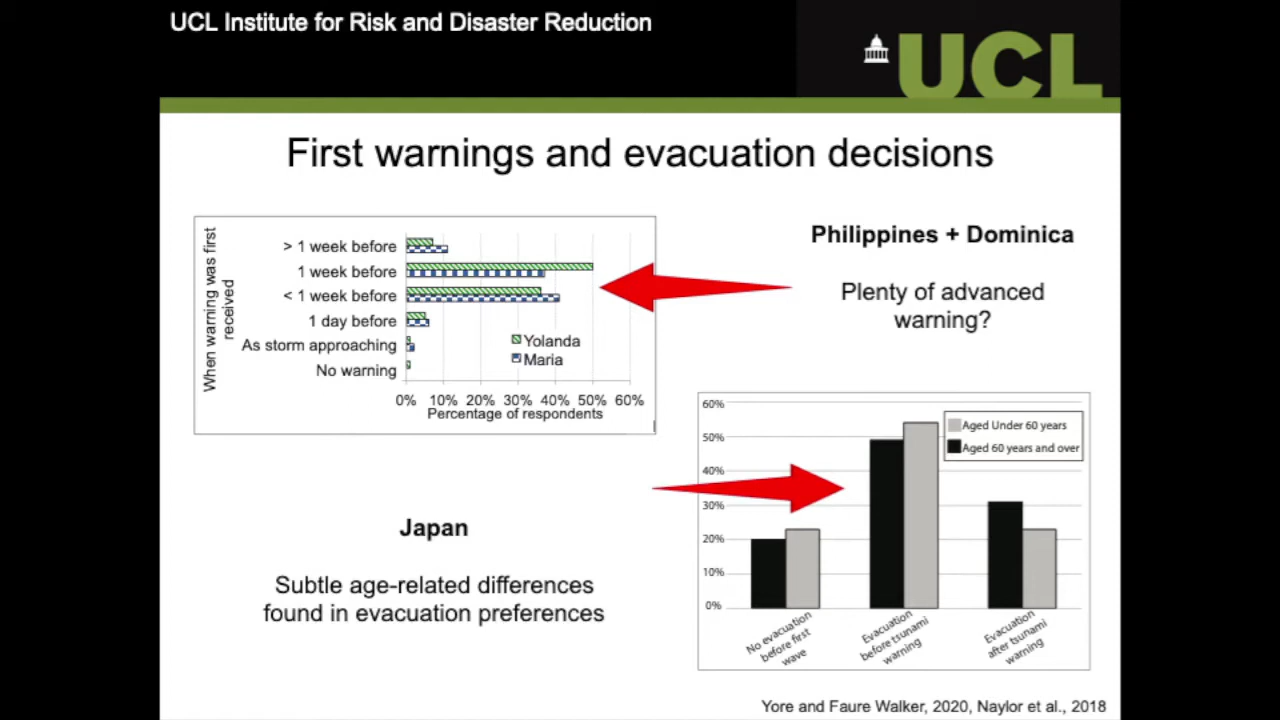 UCL Institute for Risk and Disaster Reduction
UCL
First warnings and evacuation decisions
When warning was first
received
> 1 week before
1 week before
< 1 week before
1 day before
As storm approaching
No warning
Yolanda
Maria
0% 10% 20% 30% 40% 50% 60%
Percentage of respondents
Philippines + Dominica
Plenty of advanced
warning?
Japan
Subtle age-related differences
found in evacuation preferences
60%
50%
40%
30%
20%
10%
0%
Aged Under 60 years
Aged 60 years and over
No evacuation
before first
wave
Evacuation
before tsunami
warning
Evacuation
after tsunami
warning
Yore and Faure Walker, 2020, Naylor et al., 2018